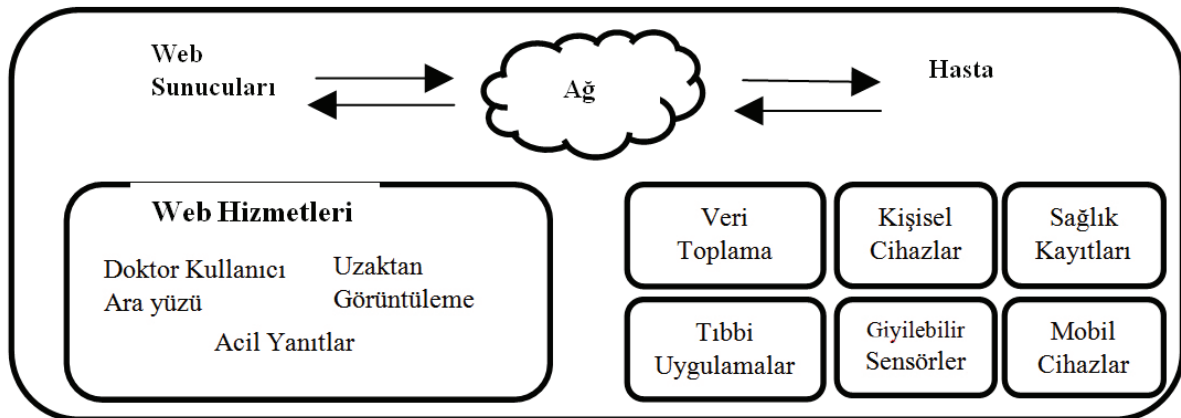 Web
Sunucuları
Ağ
Hasta
Web Hizmetleri
Doktor Kullanıcı
Ara yüzü
Uzaktan
Görüntüleme
Acil Yanıtlar
Veri
Toplama
Kişisel
Cihazlar
Sağlık
Kayıtları
Tıbbi
Uygulamalar
Giyilebilir
Sensörler
Mobil
Cihazlar